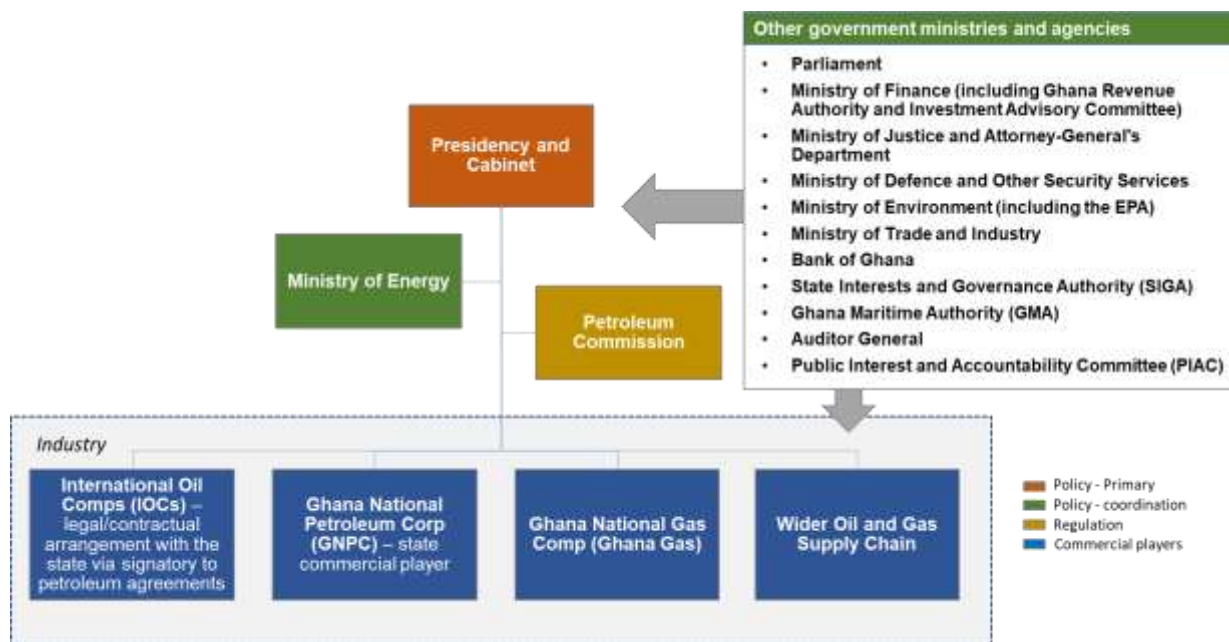 Other government ministries and agencies
• Parliament
• Ministry of Finance (including Ghana Revenue
Authority and Investment Advisory Committee)
• Ministry of Justice and Attorney-General's
Department
• Ministry of Defence and Other Security Services
• Ministry of Environment (including the EPA)
• Ministry of Trade and Industry
• Bank of Ghana
• State Interests and Governance Authority (SIGA)
• Ghana Maritime Authority (GMA)
• Auditor General
• Public Interest and Accountability Committee (PIAC)
Presidency and
Cabinet
Ministry of Energy
Petroleum
Commission
Industry
International Oil
Comps (IOCs) –
legal/contractual
arrangement with the
state via signatory to
petroleum agreements
Ghana National
Petroleum Corp
(GNPC) – state
commercial player
Ghana National Gas
Comp (Ghana Gas)
Wider Oil and Gas
Supply Chain
Policy - Primary
Policy - coordination
Regulation
Commercial players